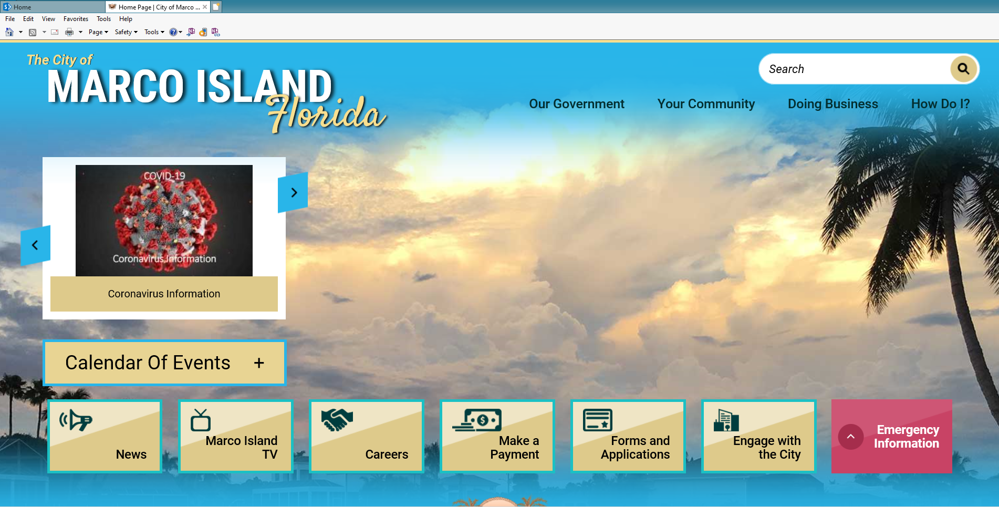 Home
Home Page | City of Marco ...
File Edit View Favorites Tools Help
Page Safety Tools
The City of
MARCO ISLAND
Florida
Search
Our Government Your Community Doing Business How Do I?
COVID-19
Coronavirus Information
Coronavirus Information
Calendar Of Events +
News
Marco Island
TV
Careers
Make a
Payment
Forms and
Applications
Engage with
the City
Emergency
Information